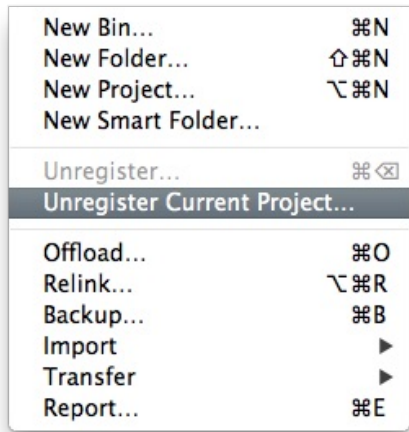 New Bin... ⌘N
New Folder... ⇧⌘N
New Project... ⌥⌘N
New Smart Folder...
Unregister... ⌘⌫
Unregister Current Project...
Offload... ⌘O
Relink... ⌥⌘R
Backup... ⌘B
Import ▶
Transfer ▶
Report... ⌘E